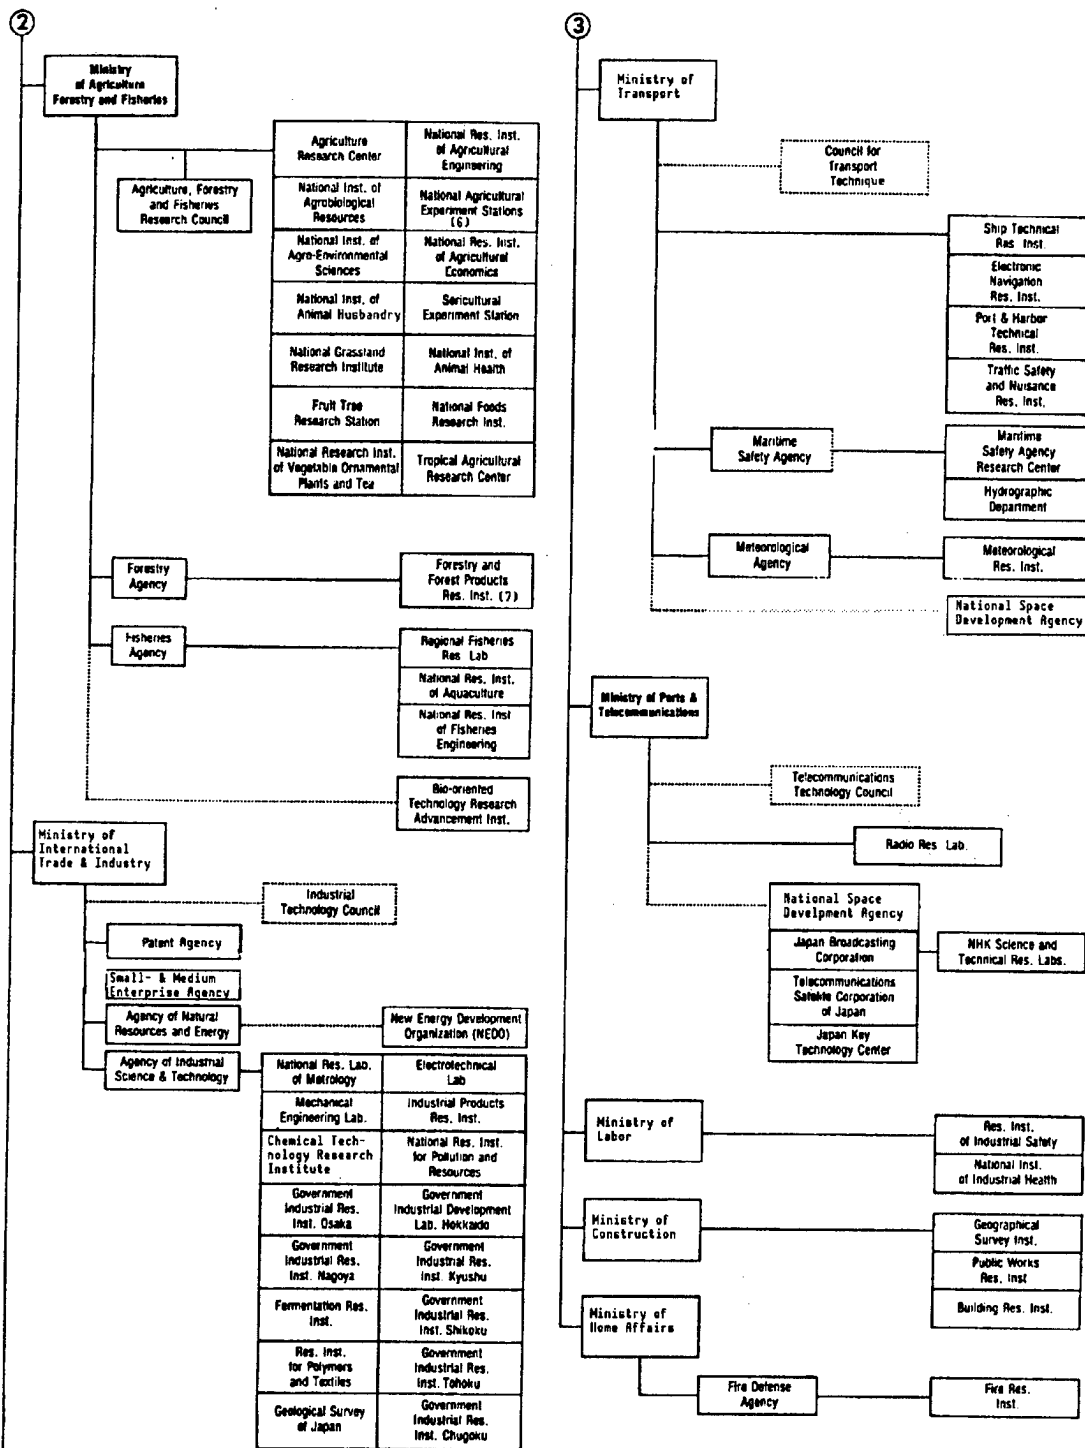 2
Ministry
of Agriculture
Forestry and Fisheries
Agriculture, Forestry
and Fisheries
Research Council
Agriculture
Research Center
National Res. Inst.
of Agricultural
Engineering
National Inst. of
Agrobiological
Resources
National Agricultural
Experiment Stations
(6)
National Inst. of
Agro-Environmental
Sciences
National Res. Inst.
of Agricultural
Economics
National Inst. of
Animal Husbandry
Sericultural
Experiment Station
National Grassland
Research Institute
National Inst. of
Animal Health
Fruit Tree
Research Station
National Foods
Research Inst.
National Research Inst.
of Vegetable Ornamental
Plants and Tea
Tropical Agricultural
Research Center
Forestry
Agency
Forestry and
Forest Products
Res. Inst. (7)
Fisheries
Agency
Regional Fisheries
Res Lab
National Res. Inst.
of Aquaculture
National Res. Inst
of Fisheries
Engineering
Bio-oriented
Technology Research
Advancement Inst.
Ministry of
International
Trade & Industry
Industrial
Technology Council
Patent Agency
Small- & Medium
Enterprise Agency
Agency of Natural
Resources and Energy
New Energy Development
Organization (NEDO)
Agency of Industrial
Science & Technology
National Res. Lab.
of Metrology
Electrotechnical
Lab
Mechanical
Engineering Lab.
Industrial Products
Res. Inst.
Chemical Tech-
nology Research
Institute
National Res. Inst.
for Pollution and
Resources
Government
Industrial Res.
Inst. Osaka
Government
Industrial Development
Lab. Hokkaido
Government
Industrial Res.
Inst. Nagoya
Government
Industrial Res.
Inst. Kyushu
Fermentation Res.
Inst.
Government
Industrial Res.
Inst. Shikoku
Res. Inst.
for Polymers
and Textiles
Government
Industrial Res.
Inst. Tohoku
Geological Survey
of Japan
Government
Industrial Res.
Inst. Chugoku
3
Ministry of
Transport
Council for
Transport
Technique
Ship Technical
Res. Inst.
Electronic
Navigation
Res. Inst.
Port & Harbor
Technical
Res. Inst.
Traffic Safety
and Nuisance
Res. Inst.
Maritime
Safety Agency
Maritime
Safety Agency
Research Center
Hydrographic
Department
Meteorological
Agency
Meteorological
Res. Inst.
National Space
Development Agency
Ministry of Ports &
Telecommunications
Telecommunications
Technology Council
Radio Res. Lab.
National Space
Develpment Agency
Japan Broadcasting
Corporation
NHK Science and
Technical Res. Labs.
Telecommunications
Satellite Corporation
of Japan
Japan Key
Technology Center
Ministry of
Labor
Res. Inst.
of Industrial Safety
National Inst.
of Industrial Health
Ministry of
Construction
Geographical
Survey Inst.
Public Works
Res. Inst
Building Res. Inst.
Ministry of
Home Affairs
Fire Defense
Agency
Fire Res.
Inst.